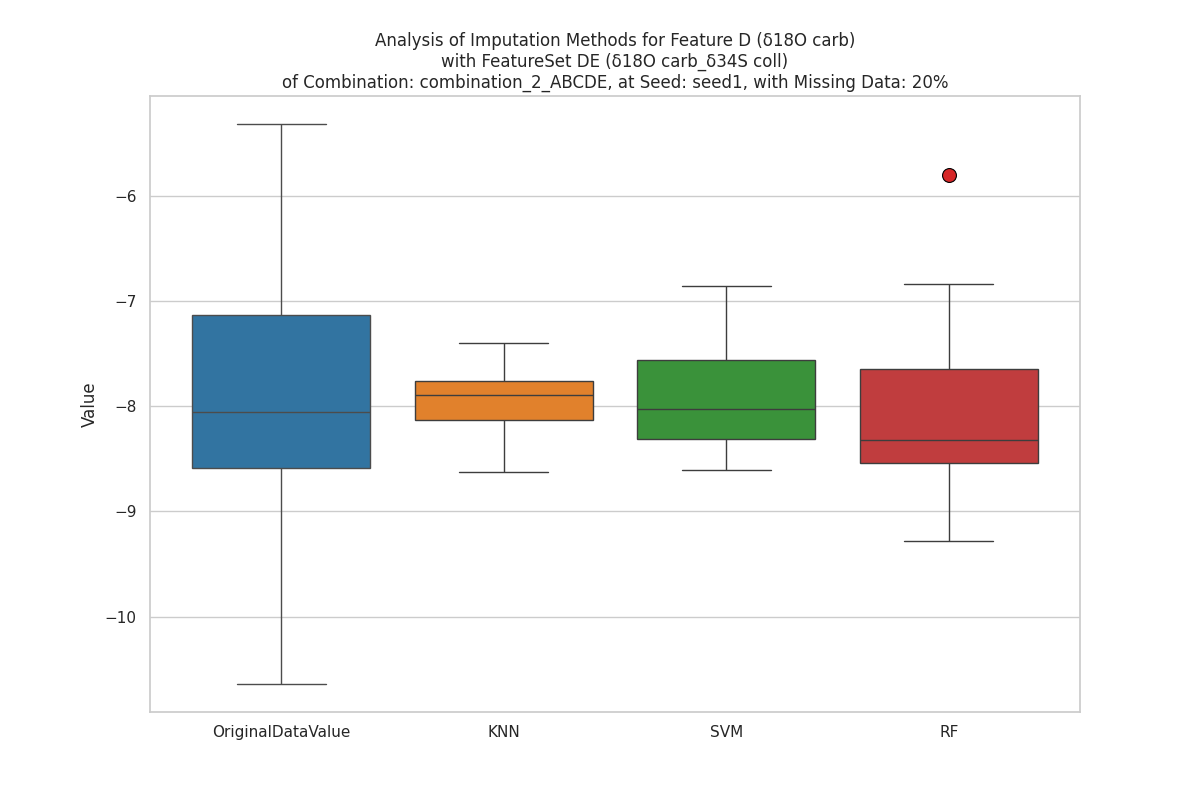 Analysis of Imputation Methods for Feature D (δ18O carb)
with FeatureSet DE (δ18O carb_δ34S coll)
of Combination: combination_2_ABCDE, at Seed: seed1, with Missing Data: 20%
Value
−6
−7
−8
−9
−10
OriginalDataValue
KNN
SVM
RF